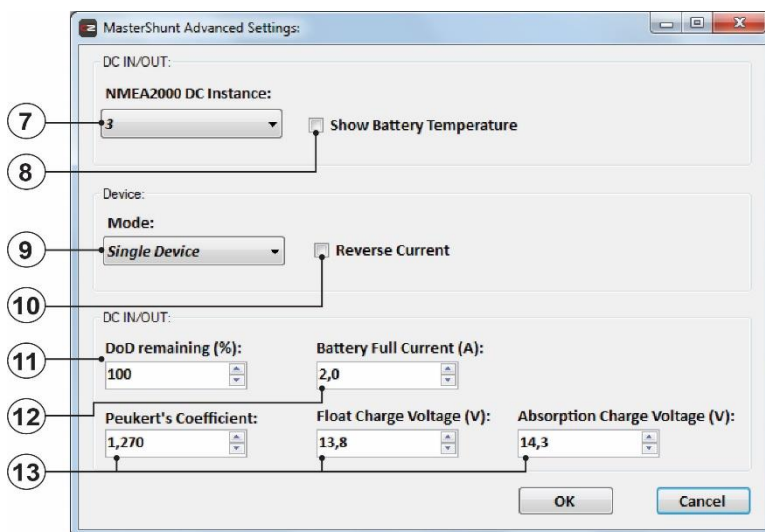 MasterShunt Advanced Settings:
DC IN/OUT:
NMEA2000 DC Instance:
7
3
Show Battery Temperature
8
Device:
Mode:
9
Single Device
Reverse Current
10
DC IN/OUT:
11
DoD remaining (%):
Battery Full Current (A):
100
2,0
12
Peukert's Coefficient:
Float Charge Voltage (V):
Absorption Charge Voltage (V):
1,270
13,8
14,3
13
OK
Cancel